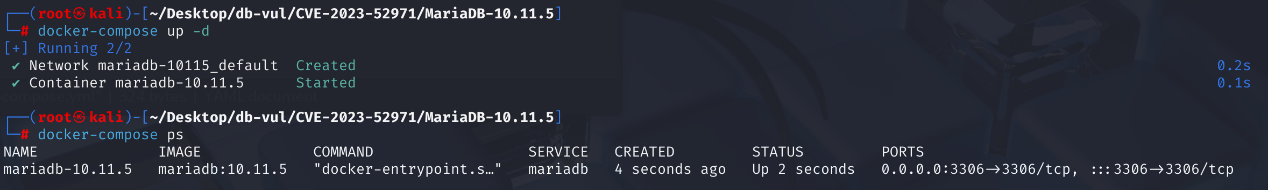 ┌──(root㉿kali)-[~/Desktop/db-vul/CVE-2023-52971/MariaDB-10.11.5]
└─# docker-compose up -d
[+] Running 2/2
✔ Network mariadb-10115_default Created 0.2s
✔ Container mariadb-10.11.5 Started 0.1s
┌──(root㉿kali)-[~/Desktop/db-vul/CVE-2023-52971/MariaDB-10.11.5]
└─# docker-compose ps
NAME IMAGE COMMAND SERVICE CREATED STATUS PORTS
mariadb-10.11.5 mariadb:10.11.5 "docker-entrypoint.s…" mariadb 4 seconds ago Up 2 seconds 0.0.0.0:3306->3306/tcp, :::3306->3306/tcp